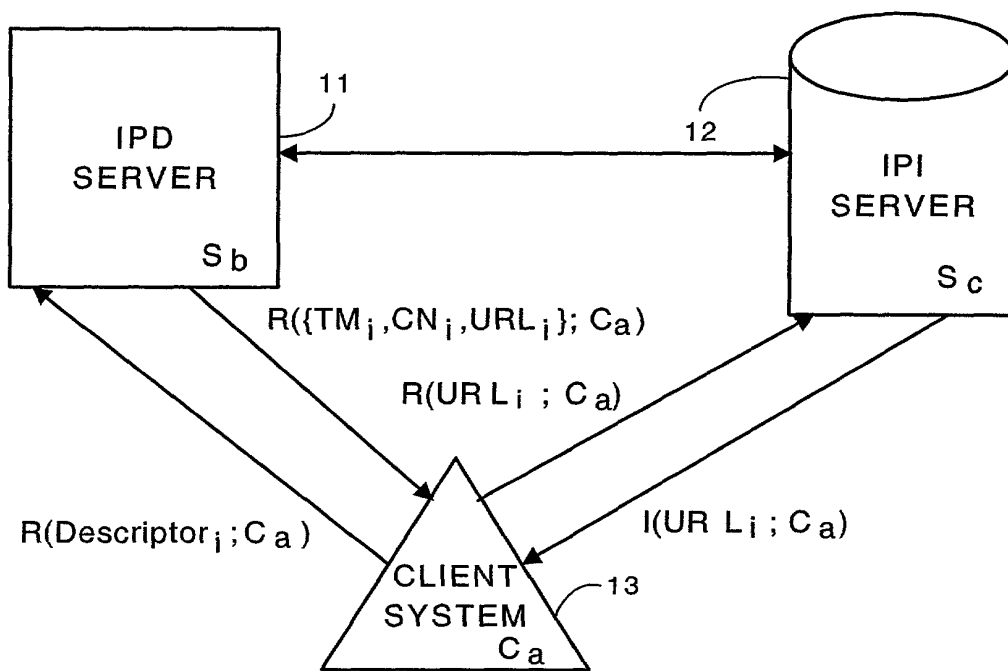 11
IPD
SERVER
S b
12
IPI
SERVER
S c
R({TM i ,CN i ,URL i }; C a )
R(UR L i ; C a )
R(Descriptor i ; C a )
I(UR L i ; C a )
CLIENT
SYSTEM
C a
13